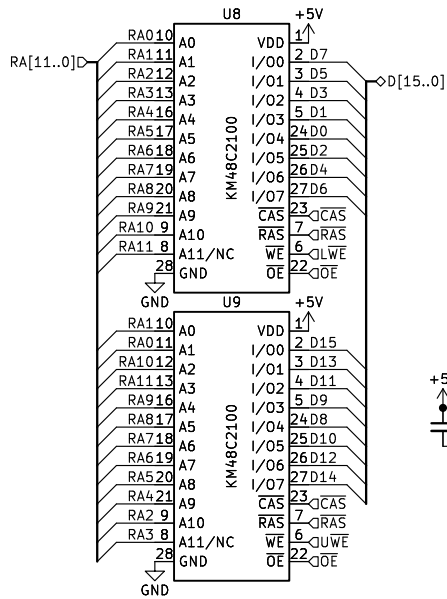 U8
+5V
RA[11..0]
D[15..0]
RA0 10 A0 VDD 1
RA1 11 A1 I/O0 2 D7
RA2 12 A2 I/O1 3 D5
RA3 13 A3 I/O2 4 D3
RA4 16 A4 I/O3 5 D1
RA5 17 A5 I/O4 24 D0
RA6 18 A6 I/O5 25 D2
RA7 19 A7 I/O6 26 D4
RA8 20 A8 I/O7 27 D6
RA9 21 A9 CAS 23 CAS
RA10 9 A10 RAS 7 RAS
RA11 8 A11/NC WE 6 LWE
28 GND OE 22 OE
KM48C2100
GND
U9
+5V
RA1 10 A0 VDD 1
RA0 11 A1 I/O0 2 D15
RA10 12 A2 I/O1 3 D13
RA11 13 A3 I/O2 4 D11
RA9 16 A4 I/O3 5 D9
RA8 17 A5 I/O4 24 D8
RA7 18 A6 I/O5 25 D10
RA6 19 A7 I/O6 26 D12
RA5 20 A8 I/O7 27 D14
RA4 21 A9 CAS 23 CAS
RA2 9 A10 RAS 7 RAS
RA3 8 A11/NC WE 6 UWE
28 GND OE 22 OE
KM48C2100
GND
+5